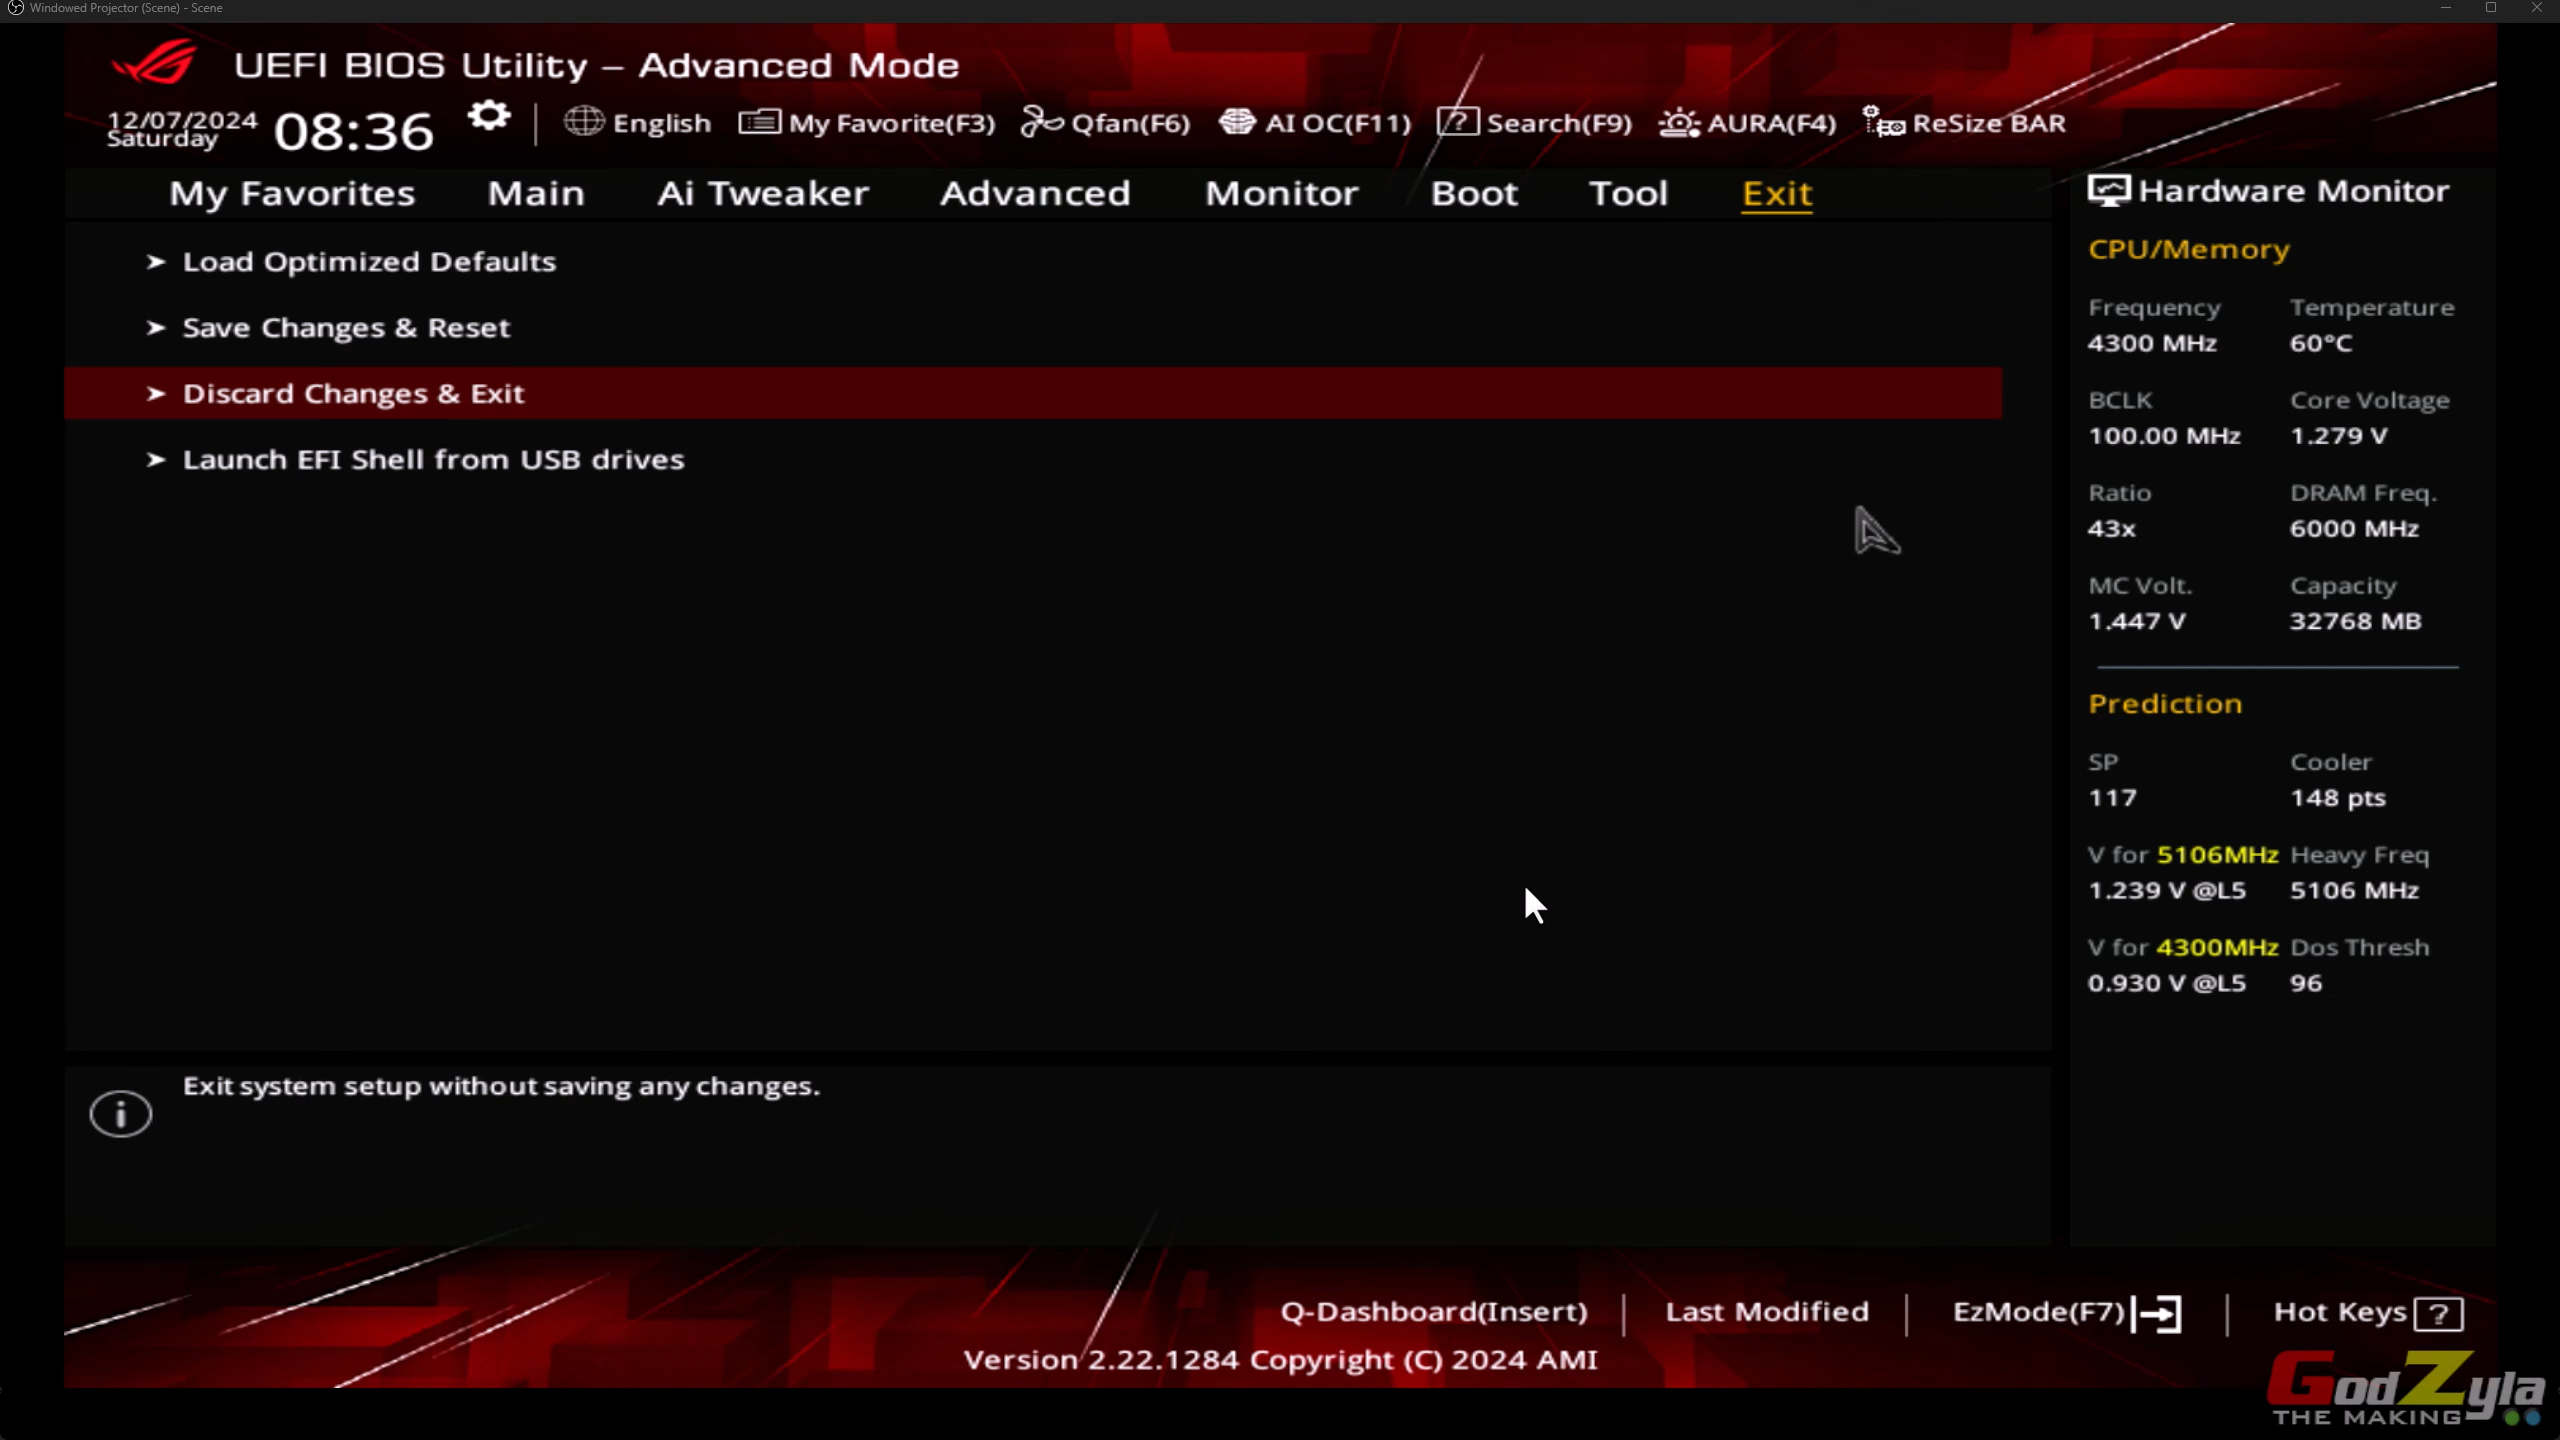 Windowed Projector (Scene) - Scene
UEFI BIOS Utility – Advanced Mode
12/07/2024
Saturday
08:36
English
My Favorite(F3)
Qfan(F6)
AI OC(F11)
? Search(F9)
AURA(F4)
ReSize BAR
My Favorites
Main
Ai Tweaker
Advanced
Monitor
Boot
Tool
Exit
➤ Load Optimized Defaults
➤ Save Changes & Reset
➤ Discard Changes & Exit
➤ Launch EFI Shell from USB drives
i Exit system setup without saving any changes.
Hardware Monitor
CPU/Memory
Frequency Temperature
4300 MHz 60°C
BCLK Core Voltage
100.00 MHz 1.279 V
Ratio DRAM Freq.
43x 6000 MHz
MC Volt. Capacity
1.447 V 32768 MB
Prediction
SP Cooler
117 148 pts
V for 5106MHz Heavy Freq
1.239 V @L5 5106 MHz
V for 4300MHz Dos Thresh
0.930 V @L5 96
Q-Dashboard(Insert) | Last Modified | EzMode(F7) | Hot Keys ?
Version 2.22.1284 Copyright (C) 2024 AMI
GodZyla
THE MAKING